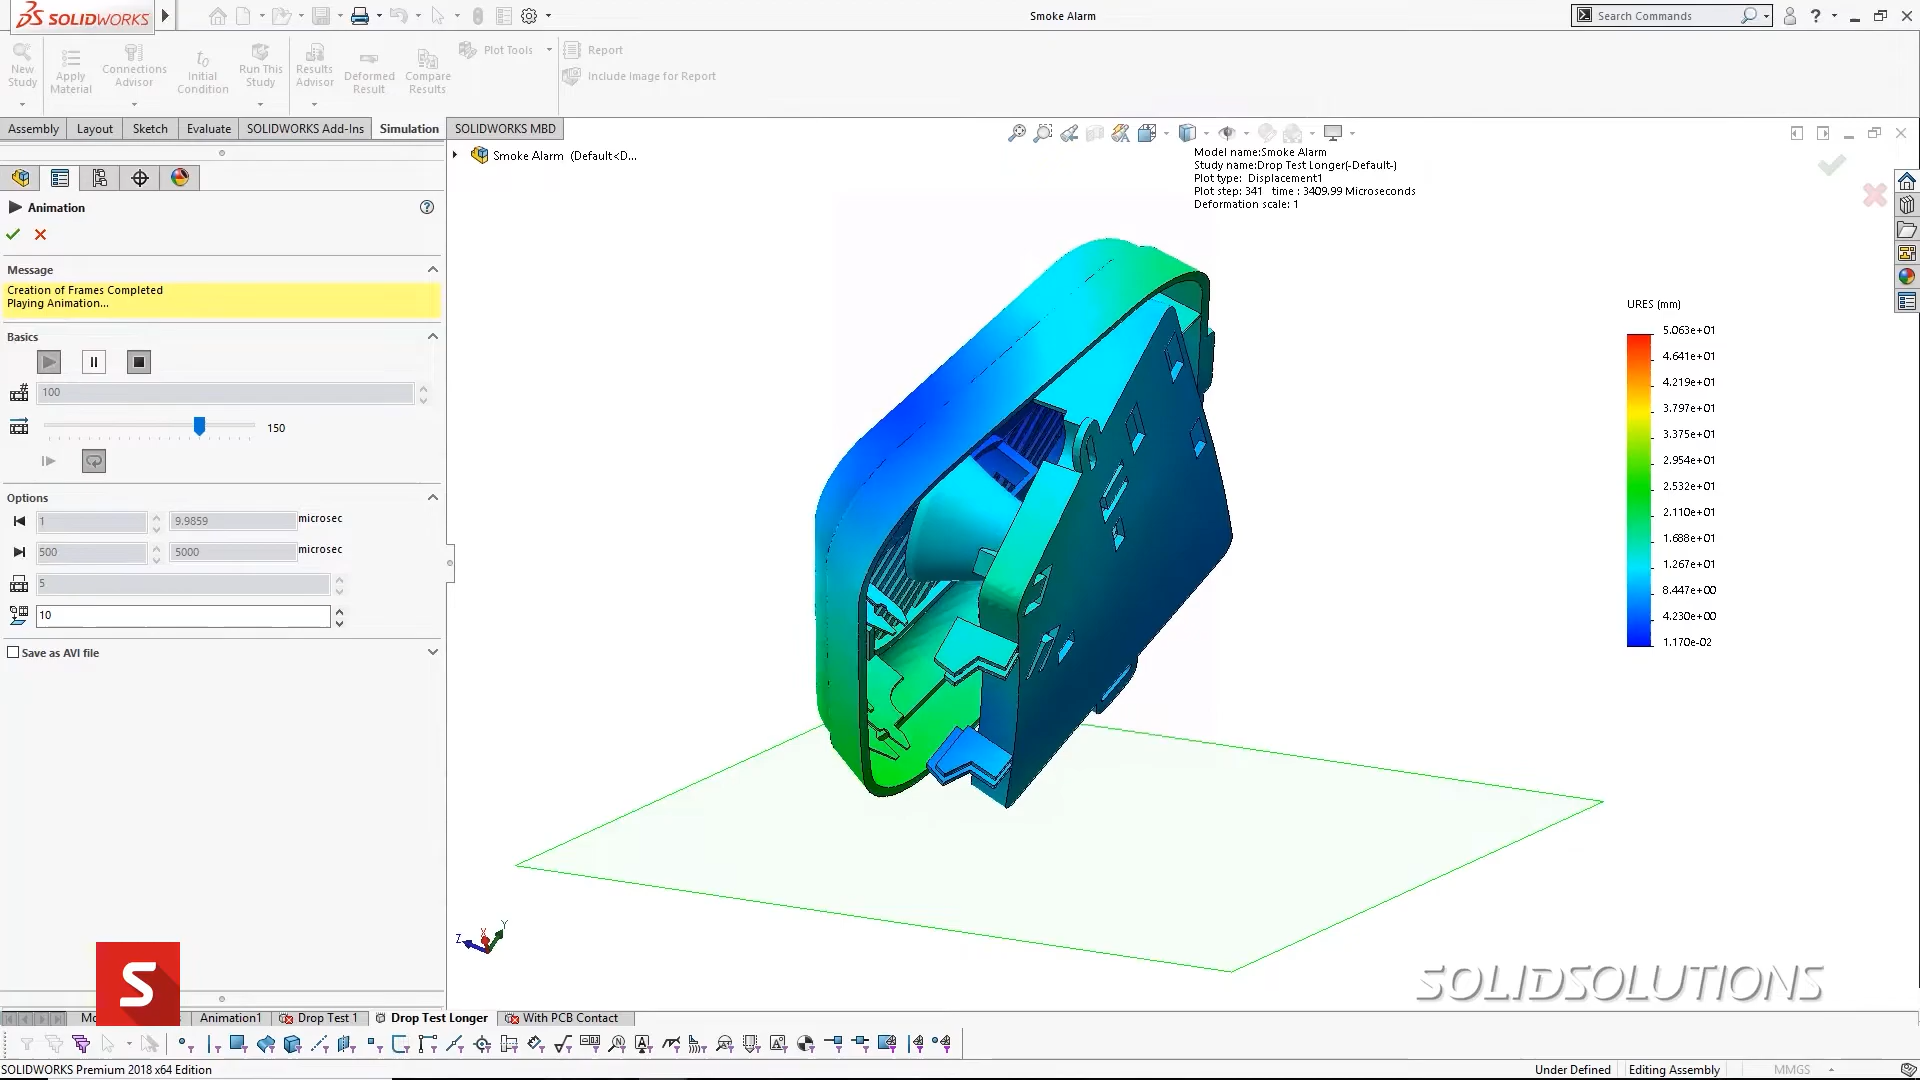 SOLIDWORKS
Smoke Alarm
Search Commands
New Study
Apply Material
Connections Advisor
Initial Condition
Run This Study
Results Advisor
Deformed Result
Compare Results
Plot Tools
Report
Include Image for Report
Assembly
Layout
Sketch
Evaluate
SOLIDWORKS Add-Ins
Simulation
SOLIDWORKS MBD
Smoke Alarm (Default<D...
Model name:Smoke Alarm
Study name:Drop Test Longer(-Default-)
Plot type: Displacement1
Plot step: 341 time : 3409.99 Microseconds
Deformation scale: 1
Animation
Message
Creation of Frames Completed
Playing Animation...
Basics
100
150
Options
1
9.9859
microsec
500
5000
microsec
5
10
Save as AVI file
URES (mm)
5.063e+01
4.641e+01
4.219e+01
3.797e+01
3.375e+01
2.954e+01
2.532e+01
2.110e+01
1.688e+01
1.267e+01
8.447e+00
4.230e+00
1.170e-02
Z
X
Y
S
SOLIDSOLUTIONS
Animation1
Drop Test 1
Drop Test Longer
With PCB Contact
SOLIDWORKS Premium 2018 x64 Edition
Under Defined
Editing Assembly
MMGS